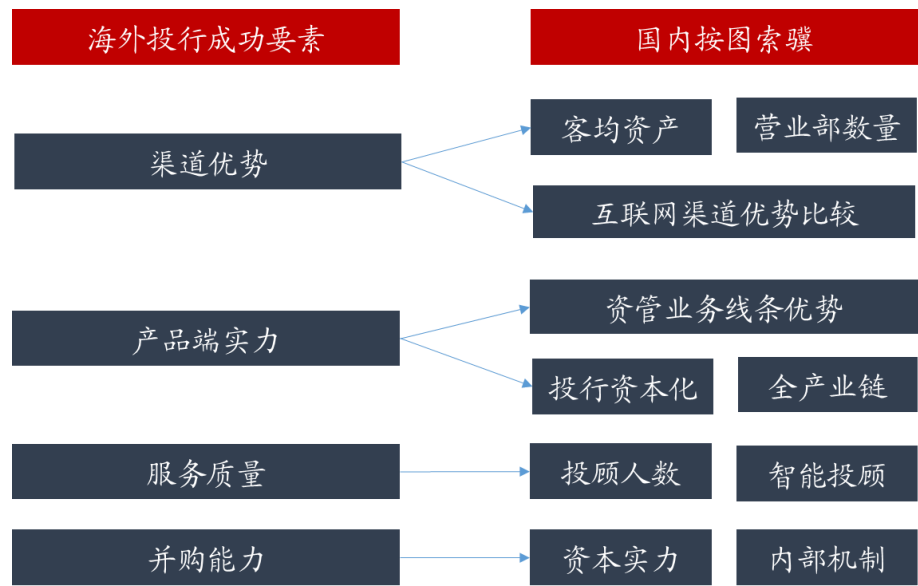 海外投行成功要素
国内按图索骥
渠道优势
客均资产
营业部数量
互联网渠道优势比较
产品端实力
资管业务线条优势
投行资本化
全产业链
服务质量
投顾人数
智能投顾
并购能力
资本实力
内部机制